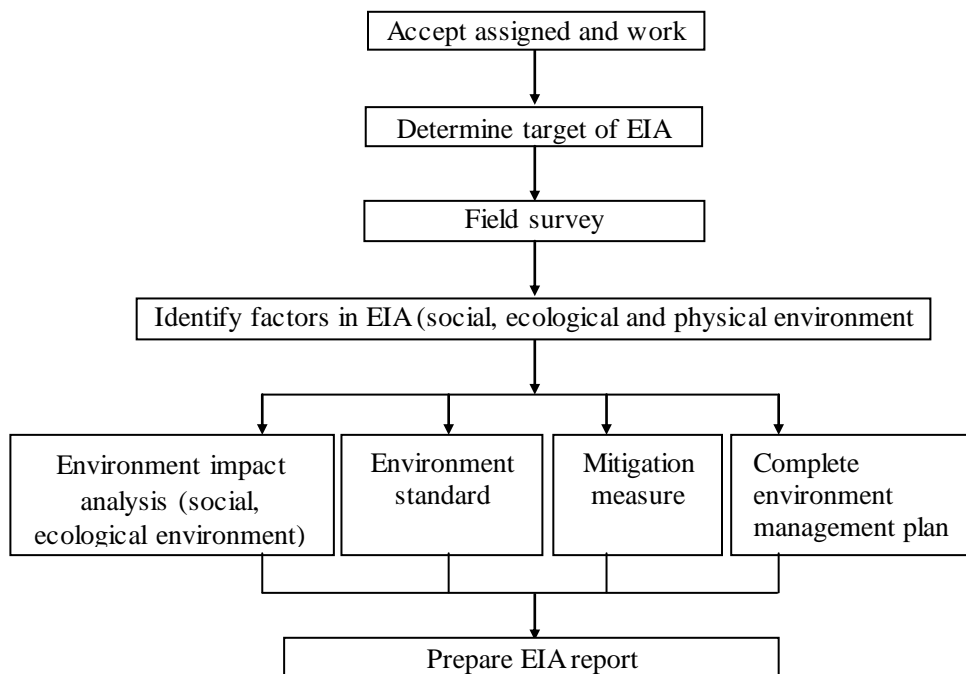 Accept assigned and work
Determine target of EIA
Field survey
Identify factors in EIA (social, ecological and physical environment
Environment impact
analysis (social,
ecological environment)
Environment
standard
Mitigation
measure
Complete
environment
management plan
Prepare EIA report